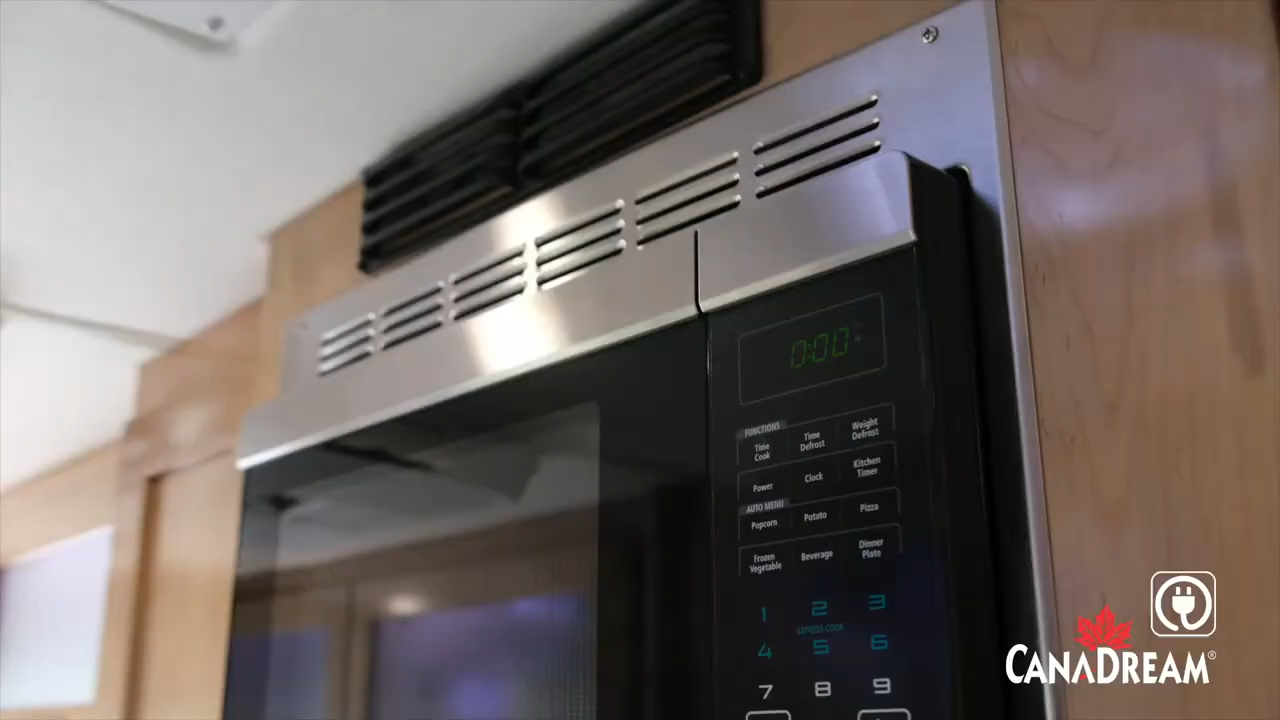 0:00
FUNCTIONS
Time Cook
Time Defrost
Weight Defrost
Power
Clock
Kitchen Timer
AUTO MENU
Popcorn
Potato
Pizza
Frozen Vegetable
Beverage
Dinner Plate
1 2 3
EXPRESS COOK
4 5 6
7 8 9
CANADREAM®